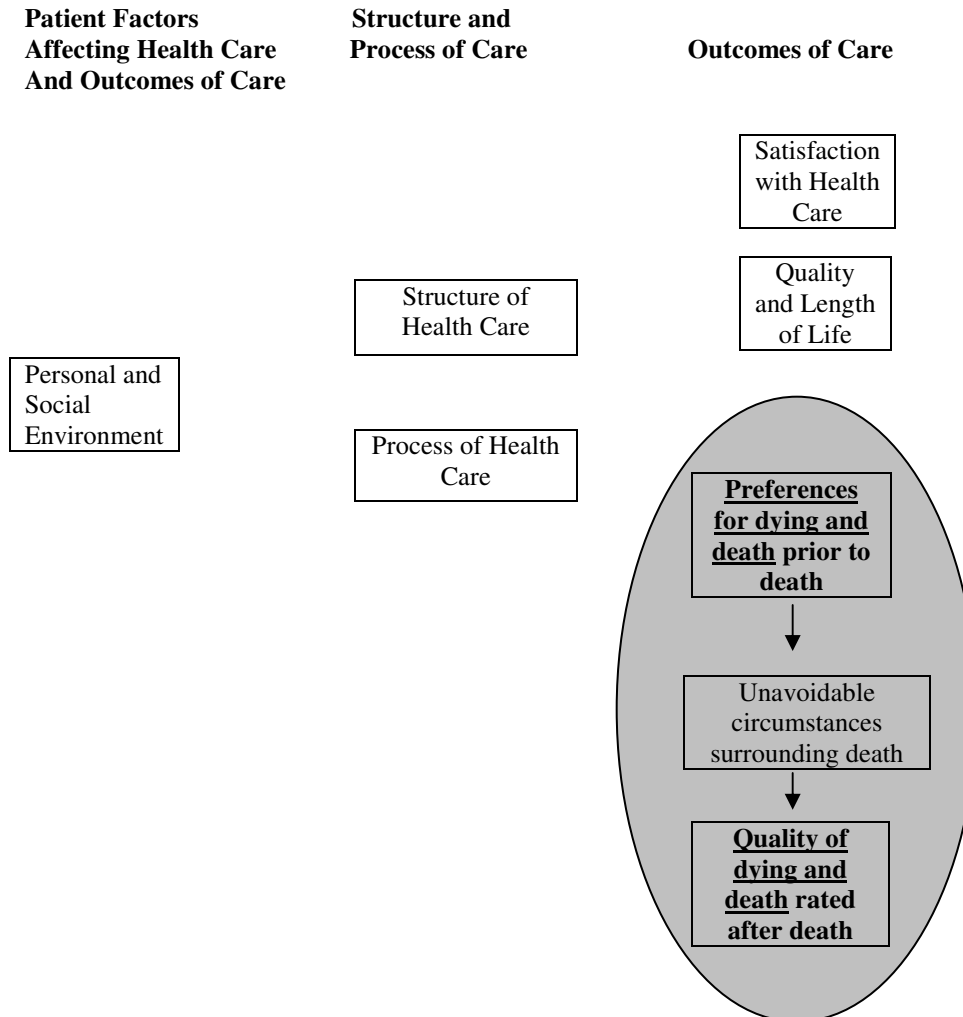 Patient Factors
Affecting Health Care
And Outcomes of Care
Structure and
Process of Care
Outcomes of Care
Satisfaction
with Health
Care
Quality
and Length
of Life
Structure of
Health Care
Personal and
Social
Environment
Process of Health
Care
Preferences
for dying and
death prior to
death
Unavoidable
circumstances
surrounding death
Quality of
dying and
death rated
after death